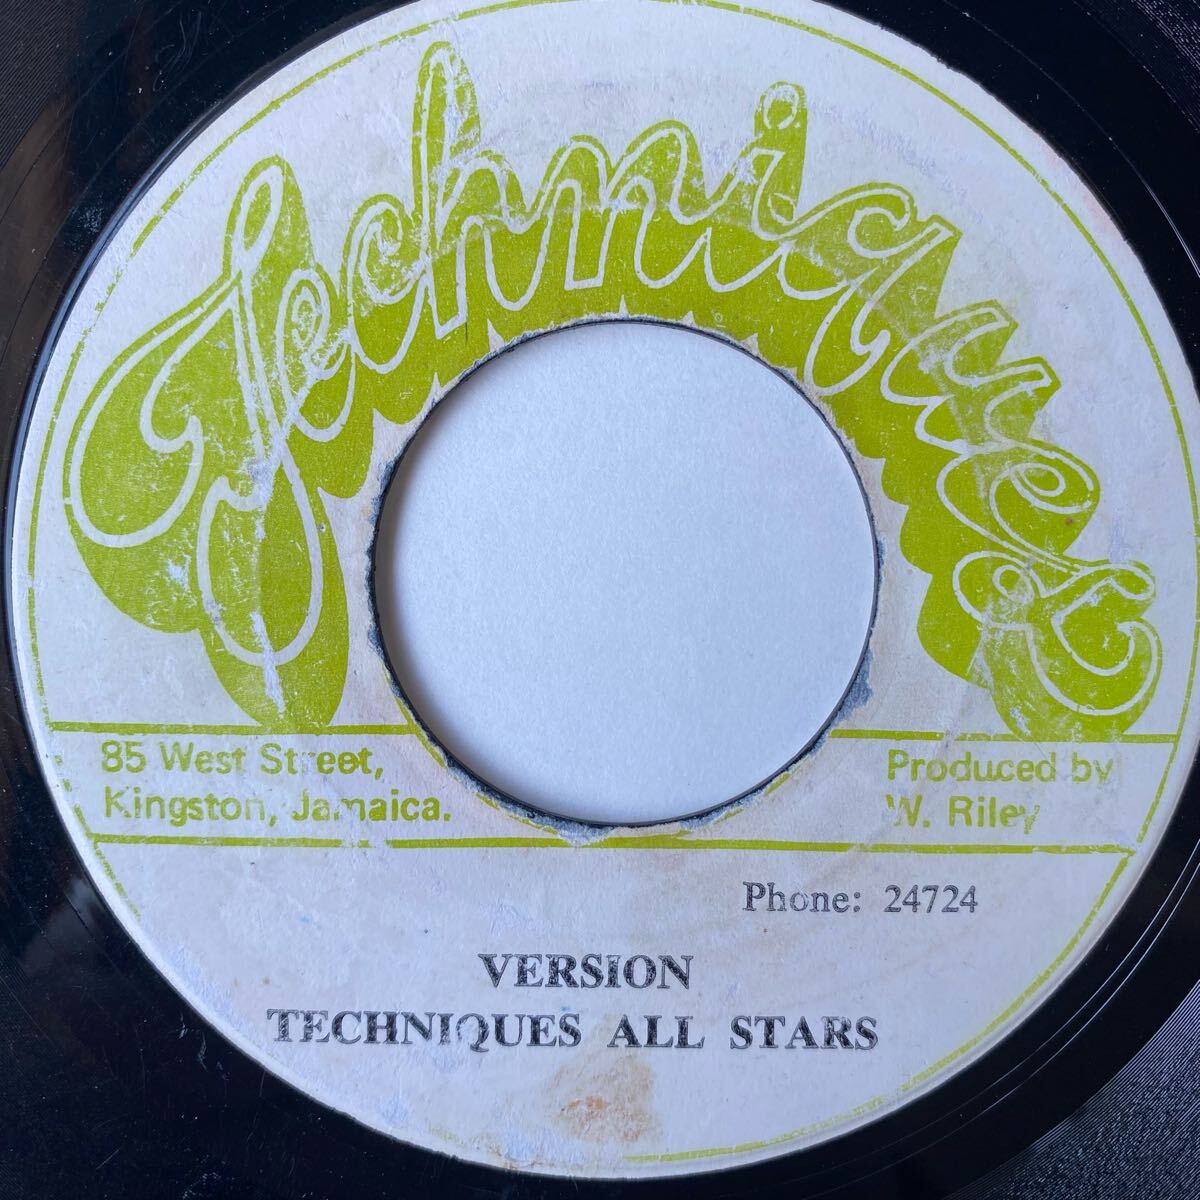 Techniques
85 West Street,
Kingston, Jamaica.
Produced by
W. Riley
Phone: 24724
VERSION
TECHNIQUES ALL STARS